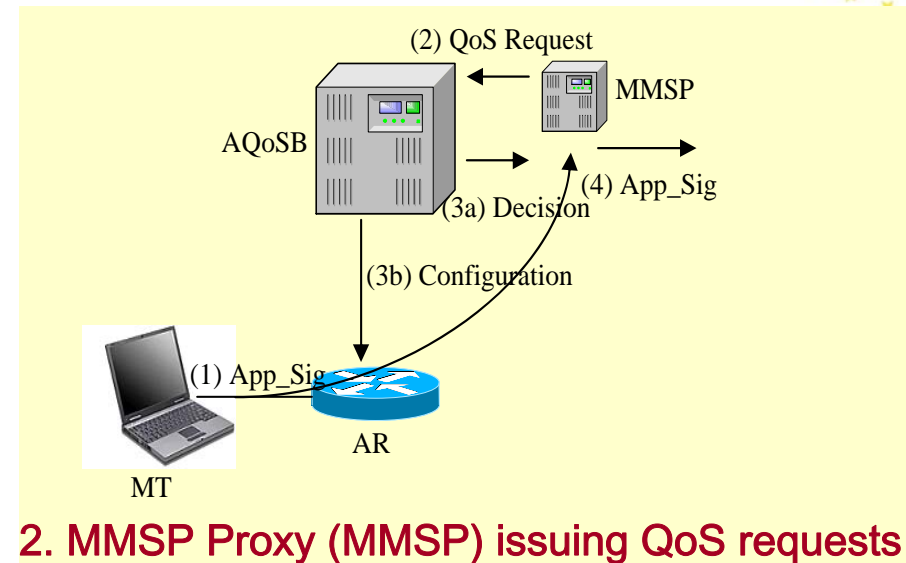 (2) QoS Request
MMSP
AQoSB
(4) App_Sig
(3a) Decision
(3b) Configuration
(1) App_Sig
AR
MT
2. MMSP Proxy (MMSP) issuing QoS requests